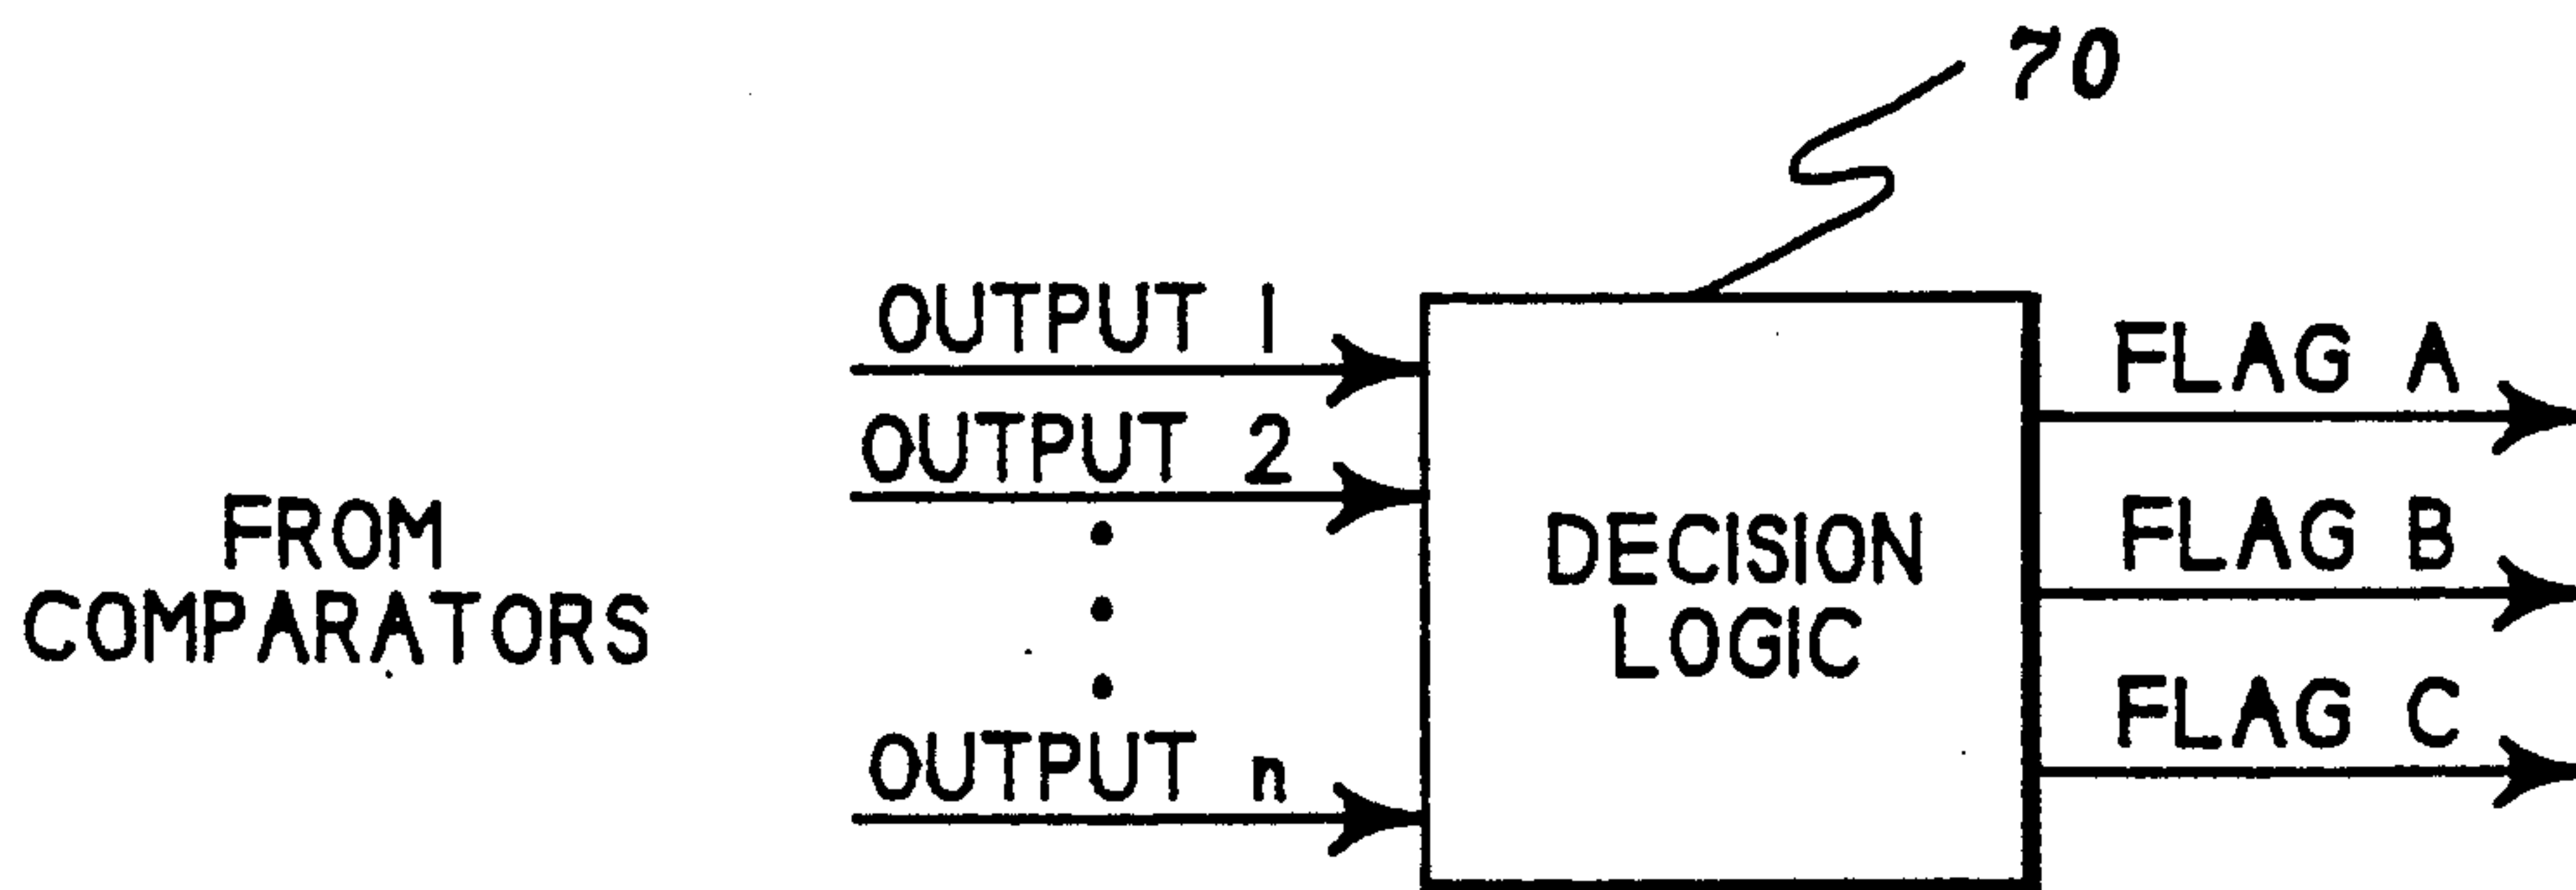 70
OUTPUT 1
OUTPUT 2
OUTPUT n
FROM
COMPARATORS
DECISION
LOGIC
FLAG A
FLAG B
FLAG C